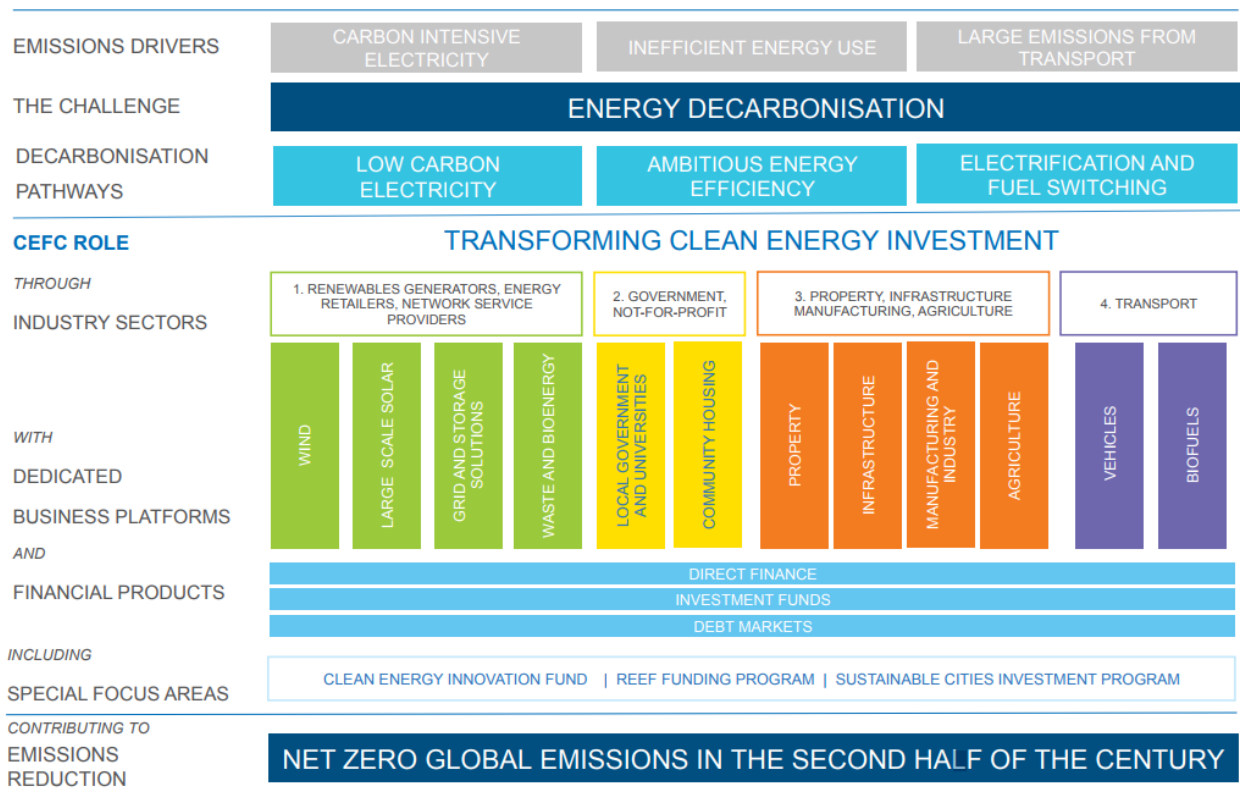 EMISSIONS DRIVERS
CARBON INTENSIVE
ELECTRICITY
INEFFICIENT ENERGY USE
LARGE EMISSIONS FROM
TRANSPORT
THE CHALLENGE
ENERGY DECARBONISATION
DECARBONISATION
PATHWAYS
LOW CARBON
ELECTRICITY
AMBITIOUS ENERGY
EFFICIENCY
ELECTRIFICATION AND
FUEL SWITCHING
CEFC ROLE
TRANSFORMING CLEAN ENERGY INVESTMENT
THROUGH
INDUSTRY SECTORS
1. RENEWABLES GENERATORS, ENERGY
RETAILERS, NETWORK SERVICE
PROVIDERS
2. GOVERNMENT,
NOT-FOR-PROFIT
3. PROPERTY, INFRASTRUCTURE
MANUFACTURING, AGRICULTURE
4. TRANSPORT
WITH
DEDICATED
BUSINESS PLATFORMS
WIND
LARGE SCALE SOLAR
GRID AND STORAGE
SOLUTIONS
WASTE AND BIOENERGY
LOCAL GOVERNMENT
AND UNIVERSITIES
COMMUNITY HOUSING
PROPERTY
INFRASTRUCTURE
MANUFACTURING AND
INDUSTRY
AGRICULTURE
VEHICLES
BIOFUELS
AND
FINANCIAL PRODUCTS
DIRECT FINANCE
INVESTMENT FUNDS
DEBT MARKETS
INCLUDING
SPECIAL FOCUS AREAS
CLEAN ENERGY INNOVATION FUND | REEF FUNDING PROGRAM | SUSTAINABLE CITIES INVESTMENT PROGRAM
CONTRIBUTING TO
EMISSIONS
REDUCTION
NET ZERO GLOBAL EMISSIONS IN THE SECOND HALF OF THE CENTURY